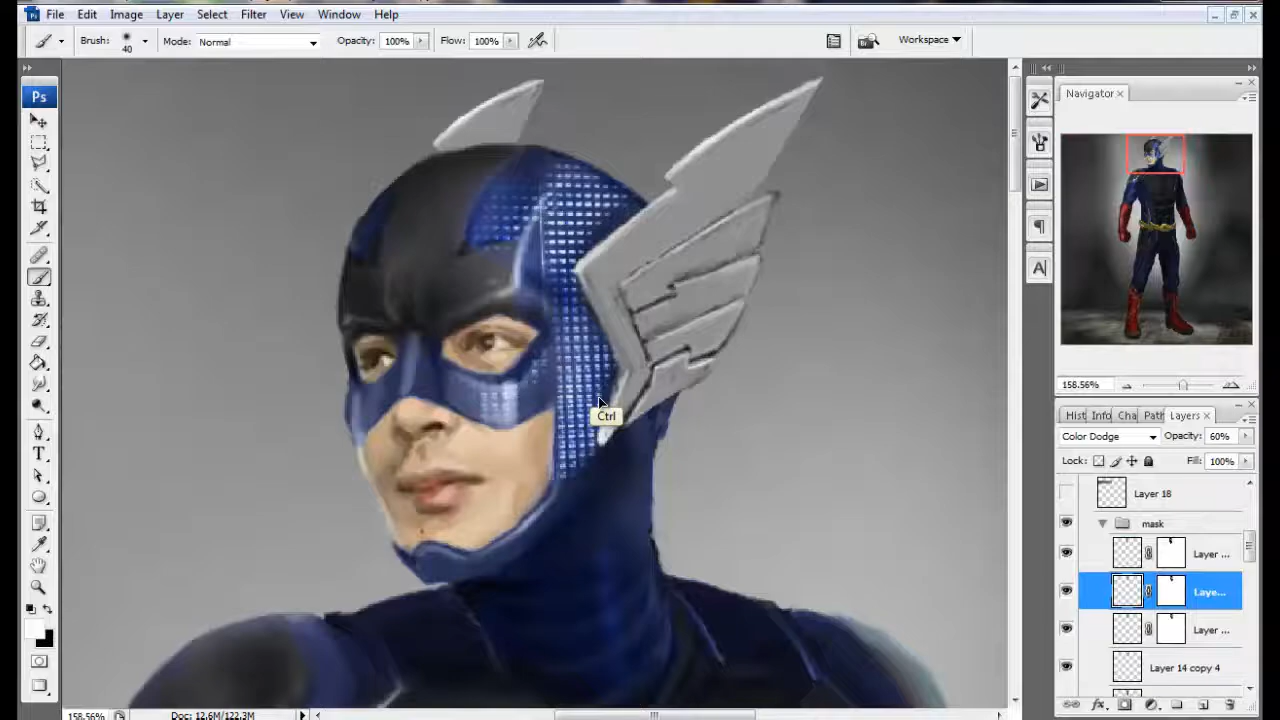 Ps File Edit Image Layer Select Filter View Window Help
Brush: 40 Mode: Normal Opacity: 100% Flow: 100% Workspace
Ps
Navigator
158.56%
Ctrl
Hist Info Cha Path Layers
Color Dodge Opacity: 60%
Lock: Fill: 100%
Layer 18
mask
Layer ...
Laye...
Layer ...
Layer 14 copy 4
T
A
158.56% Doc: 12.6M/122.3M